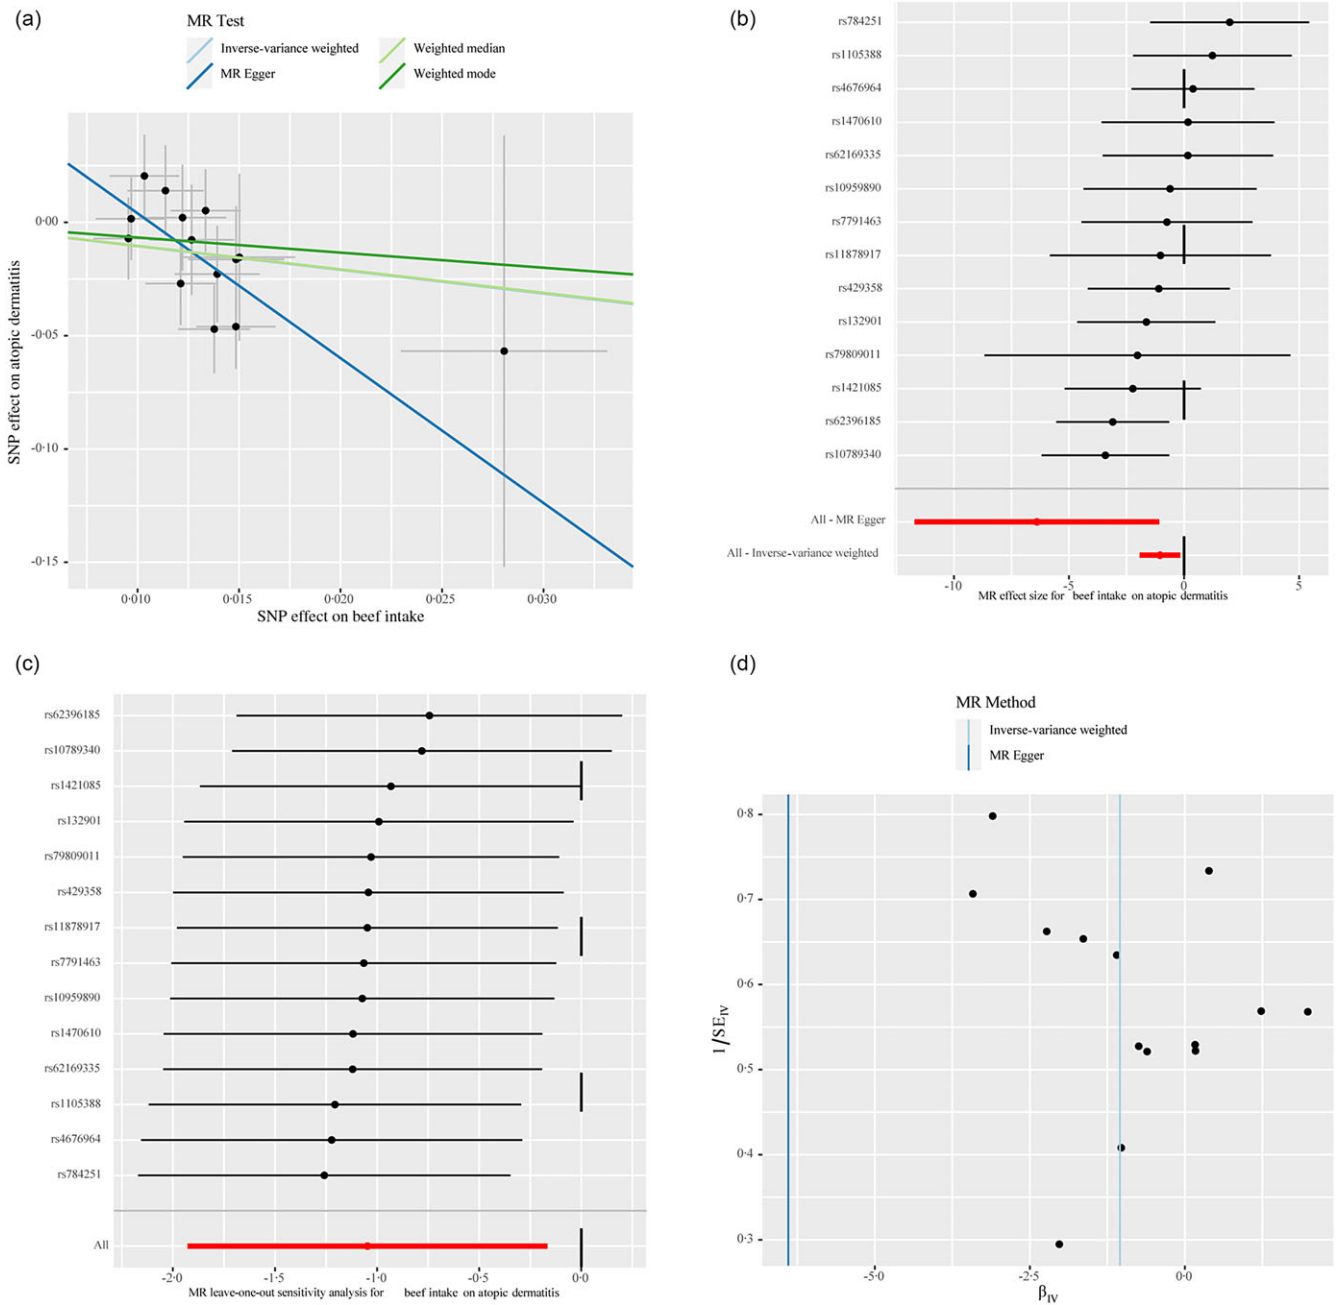 (a)
MR Test
Inverse-variance weighted
Weighted median
MR Egger
Weighted mode
SNP effect on atopic dermatitis
0·00
-0·05
-0·10
-0·15
0·010
0·015
0·020
0·025
0·030
SNP effect on beef intake
(b)
rs784251
rs1105388
rs4676964
rs1470610
rs62169335
rs10959890
rs7791463
rs11878917
rs429358
rs132901
rs79809011
rs1421085
rs62396185
rs10789340
All - MR Egger
All - Inverse-variance weighted
-10
-5
0
5
MR effect size for beef intake on atopic dermatitis
(c)
rs62396185
rs10789340
rs1421085
rs132901
rs79809011
rs429358
rs11878917
rs7791463
rs10959890
rs1470610
rs62169335
rs1105388
rs4676964
rs784251
All
-2·0
-1·5
-1·0
-0·5
0·0
MR leave-one-out sensitivity analysis for beef intake on atopic dermatitis
(d)
MR Method
Inverse-variance weighted
MR Egger
1/SE_IV
0·8
0·7
0·6
0·5
0·4
0·3
-5·0
-2·5
0·0
β_IV